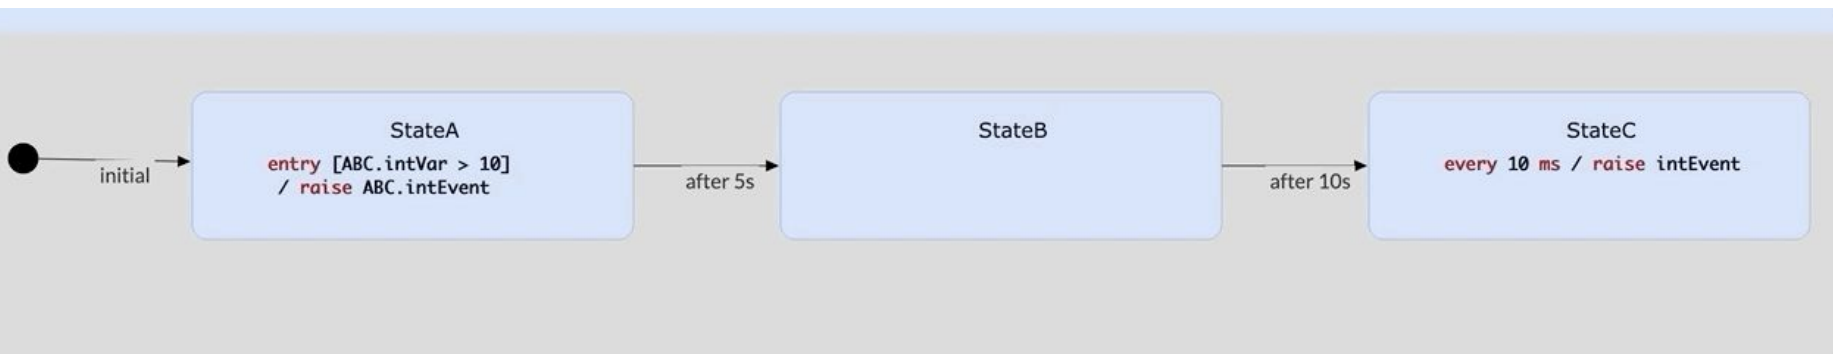 initial
StateA
entry [ABC.intVar > 10]
/ raise ABC.intEvent
after 5s
StateB
after 10s
StateC
every 10 ms / raise intEvent